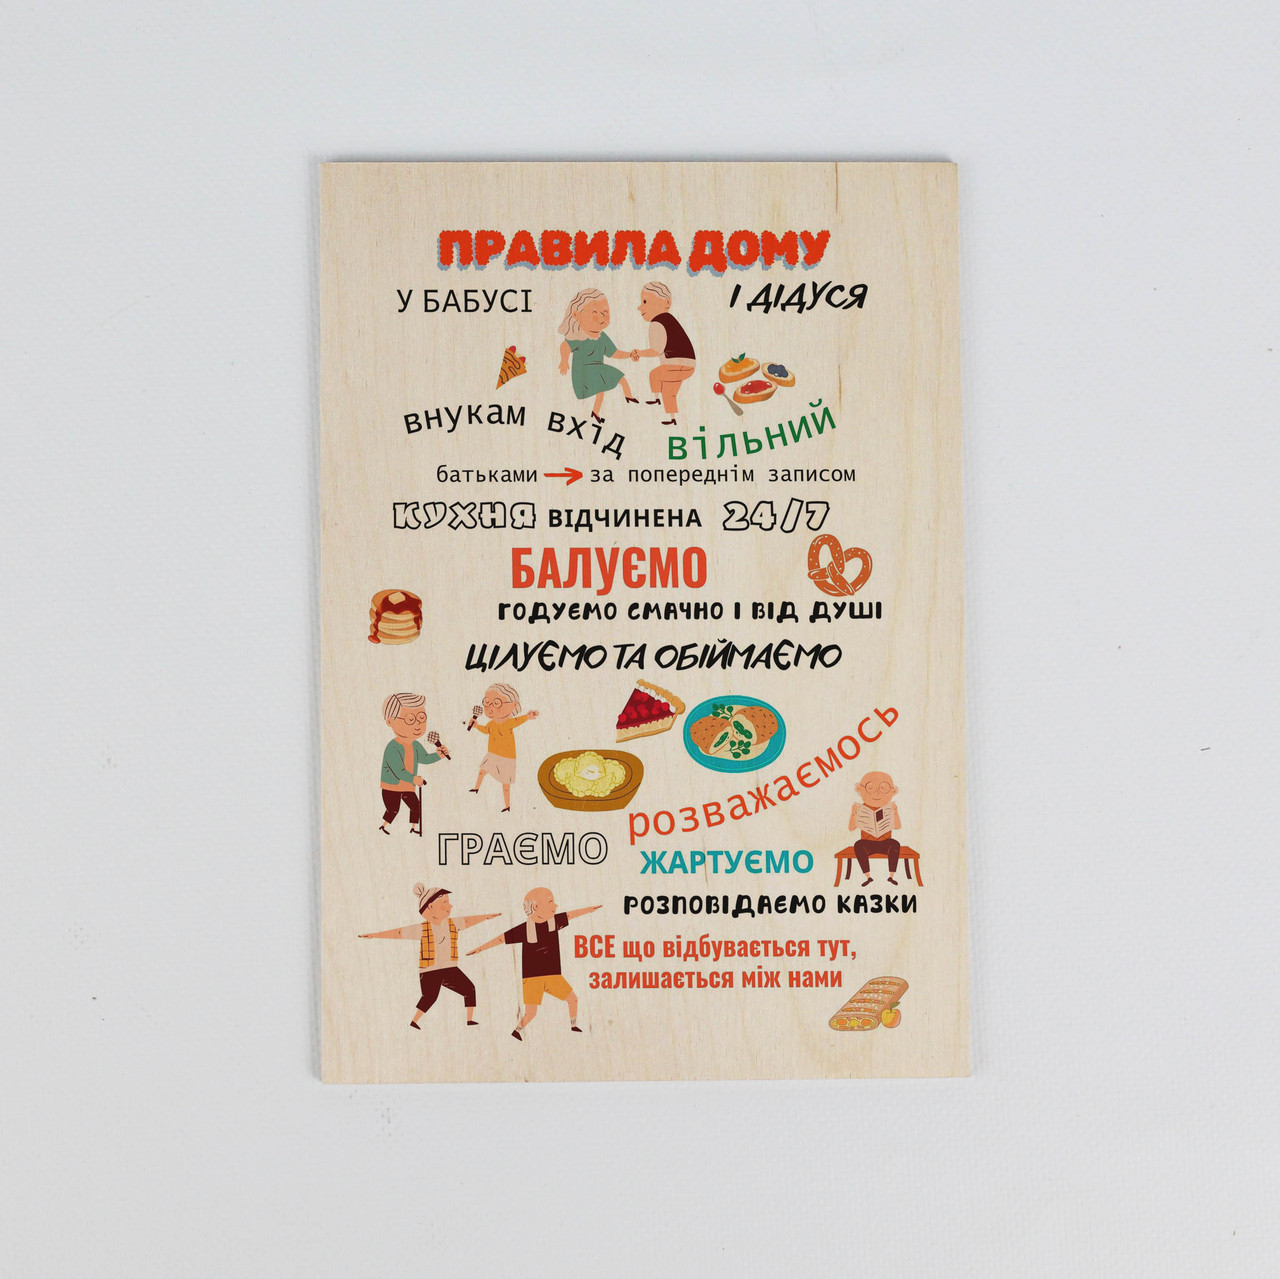 ПРАВИЛА ДОМУ
У БАБУСІ І ДІДУСЯ
внукам вхід вільний
батьками → за попереднім записом
КУХНЯ ВІДЧИНЕНА 24/7
БАЛУЄМО
ГОДУЄМО СМАЧНО І ВІД ДУШІ
ЦІЛУЄМО ТА ОБІЙМАЄМО
розважаємось
ГРАЄМО
ЖАРТУЄМО
РОЗПОВІДАЄМО КАЗКИ
ВСЕ що відбувається тут,
залишається між нами